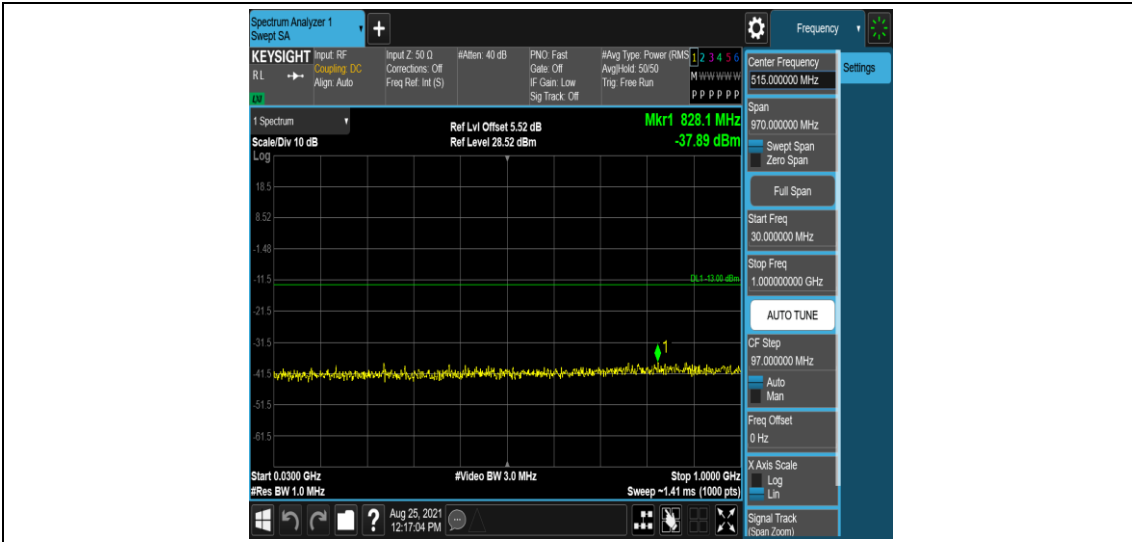 Spectrum Analyzer 1
Swept SA
+
Frequency
KEYSIGHT
RL
Input: RF
Coupling: DC
Align: Auto
Input Z: 50 Ω
Corrections: Off
Freq Ref: Int (S)
#Atten: 40 dB
PNO: Fast
Gate: Off
IF Gain: Low
Sig Track: Off
#Avg Type: Power (RMS
Avg|Hold: 50/50
Trig: Free Run
1 2 3 4 5 6
M W W W W W
P P P P P P
1 Spectrum
Scale/Div 10 dB
Log
Ref Lvl Offset 5.52 dB
Ref Level 28.52 dBm
Mkr1 828.1 MHz
-37.89 dBm
18.5
8.52
-1.48
-11.5
DL1 -13.00 dBm
-21.5
-31.5
1
-41.5
-51.5
-61.5
Start 0.0300 GHz
#Res BW 1.0 MHz
#Video BW 3.0 MHz
Stop 1.0000 GHz
Sweep ~1.41 ms (1000 pts)
Aug 25, 2021
12:17:04 PM
?
Center Frequency
515.000000 MHz
Span
970.000000 MHz
Swept Span
Zero Span
Full Span
Start Freq
30.000000 MHz
Stop Freq
1.000000000 GHz
AUTO TUNE
CF Step
97.000000 MHz
Auto
Man
Freq Offset
0 Hz
X Axis Scale
Log
Lin
Signal Track
(Span Zoom)
Settings